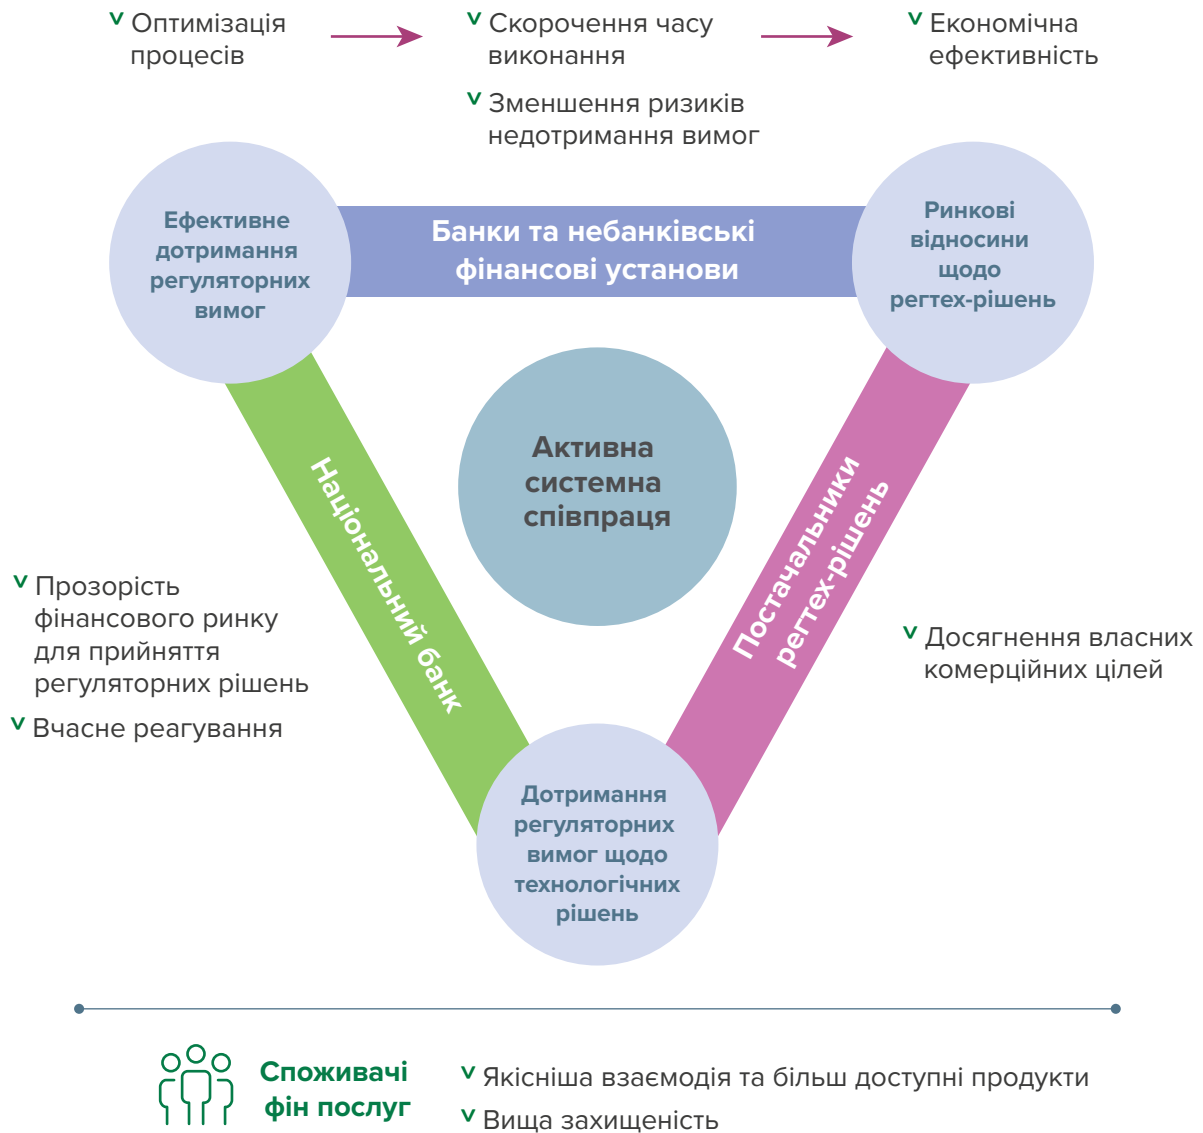 Оптимізація
процесів
Скорочення часу
виконання
Зменшення ризиків
недотримання вимог
Економічна
ефективність
Ефективне
дотримання
регуляторних
вимог
Банки та небанківські
фінансові установи
Ринкові
відносини
щодо
регтех-рішень
Активна
системна
співпраця
Національний банк
Постачальники
регтех-рішень
Прозорість
фінансового ринку
для прийняття
регуляторних рішень
Вчасне реагування
Досягнення власних
комерційних цілей
Дотримання
регуляторних
вимог щодо
технологічних
рішень
Споживачі
фін послуг
Якісніша взаємодія та більш доступні продукти
Вища захищеність